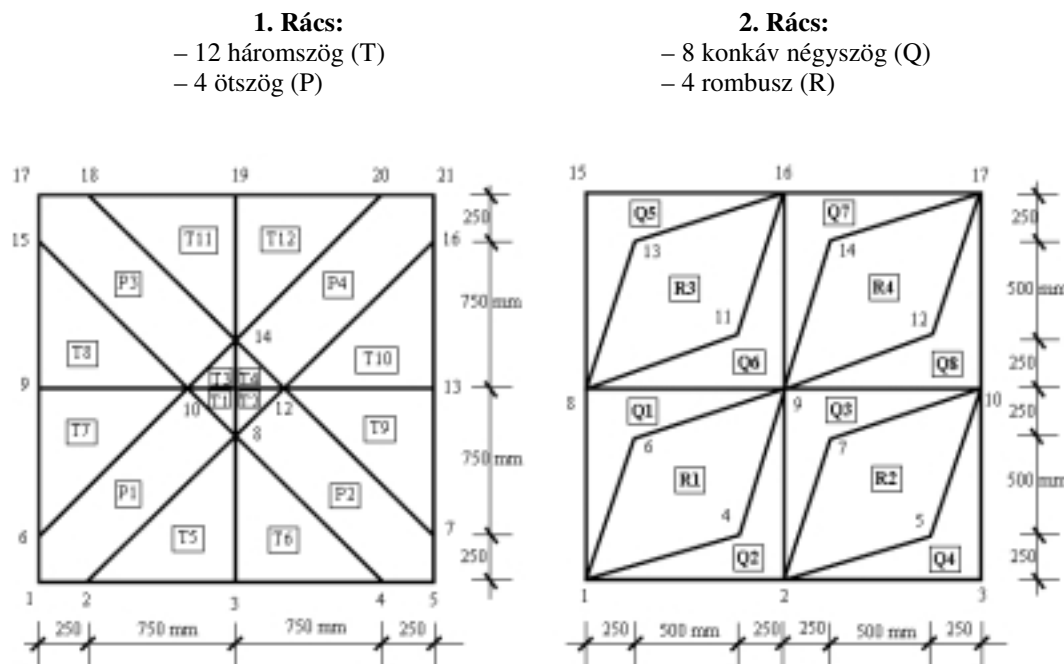 1. Rács:
– 12 háromszög (T)
– 4 ötszög (P)
2. Rács:
– 8 konkáv négyszög (Q)
– 4 rombusz (R)
17 18 19 20 21
250
15 T11 T12 16
P3 P4
750 mm
14
T8 T3 T4 T10
9 13
10 T1 T2 12
T7 8 T9
750 mm
P1 P2
6 T5 T6 7
250
1 2 3 4 5
250 750 mm 750 mm 250
15 16 17
Q5 Q7 250
13 14
R3 R4 500 mm
11 12
Q6 Q8 250
8 9 10
Q1 Q3 250
6 7
R1 R2 500 mm
4 5
Q2 Q4 250
1 2 3
250 500 mm 250 250 500 mm 250